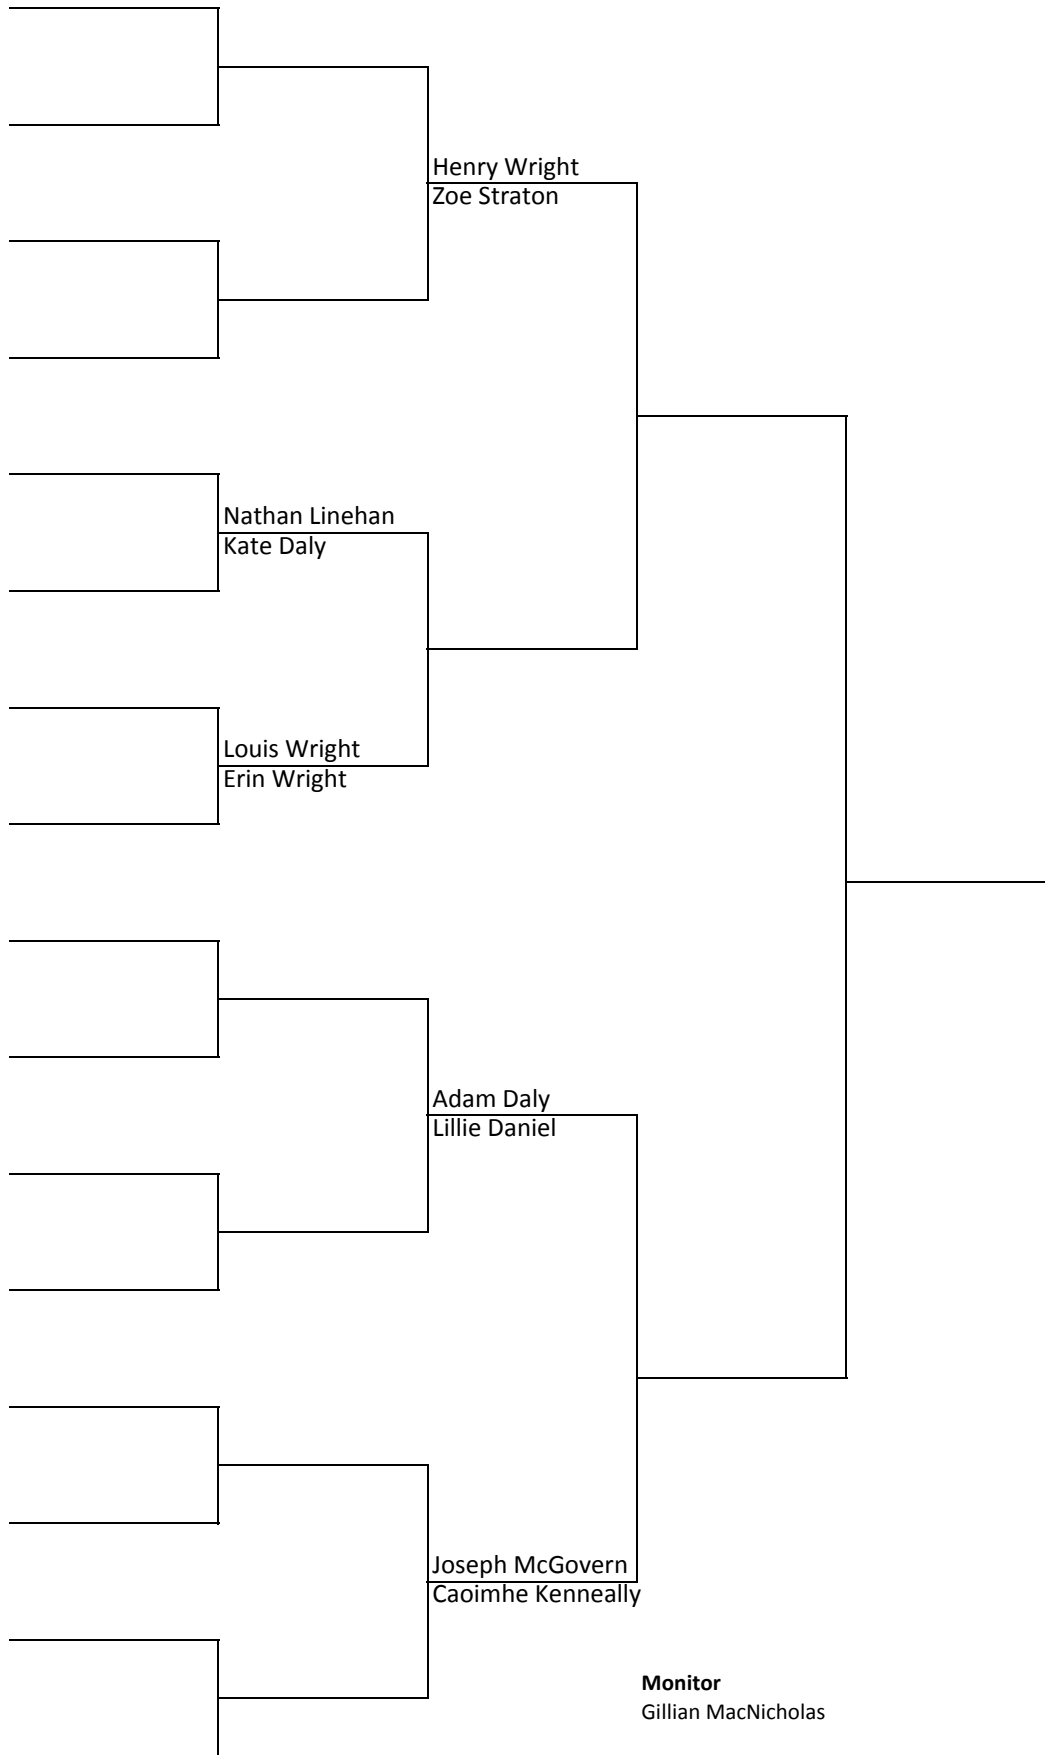 Henry Wright
Zoe Straton
Nathan Linehan
Kate Daly
Louis Wright
Erin Wright
Adam Daly
Lillie Daniel
Joseph McGovern
Caoimhe Kenneally
Monitor
Gillian MacNicholas